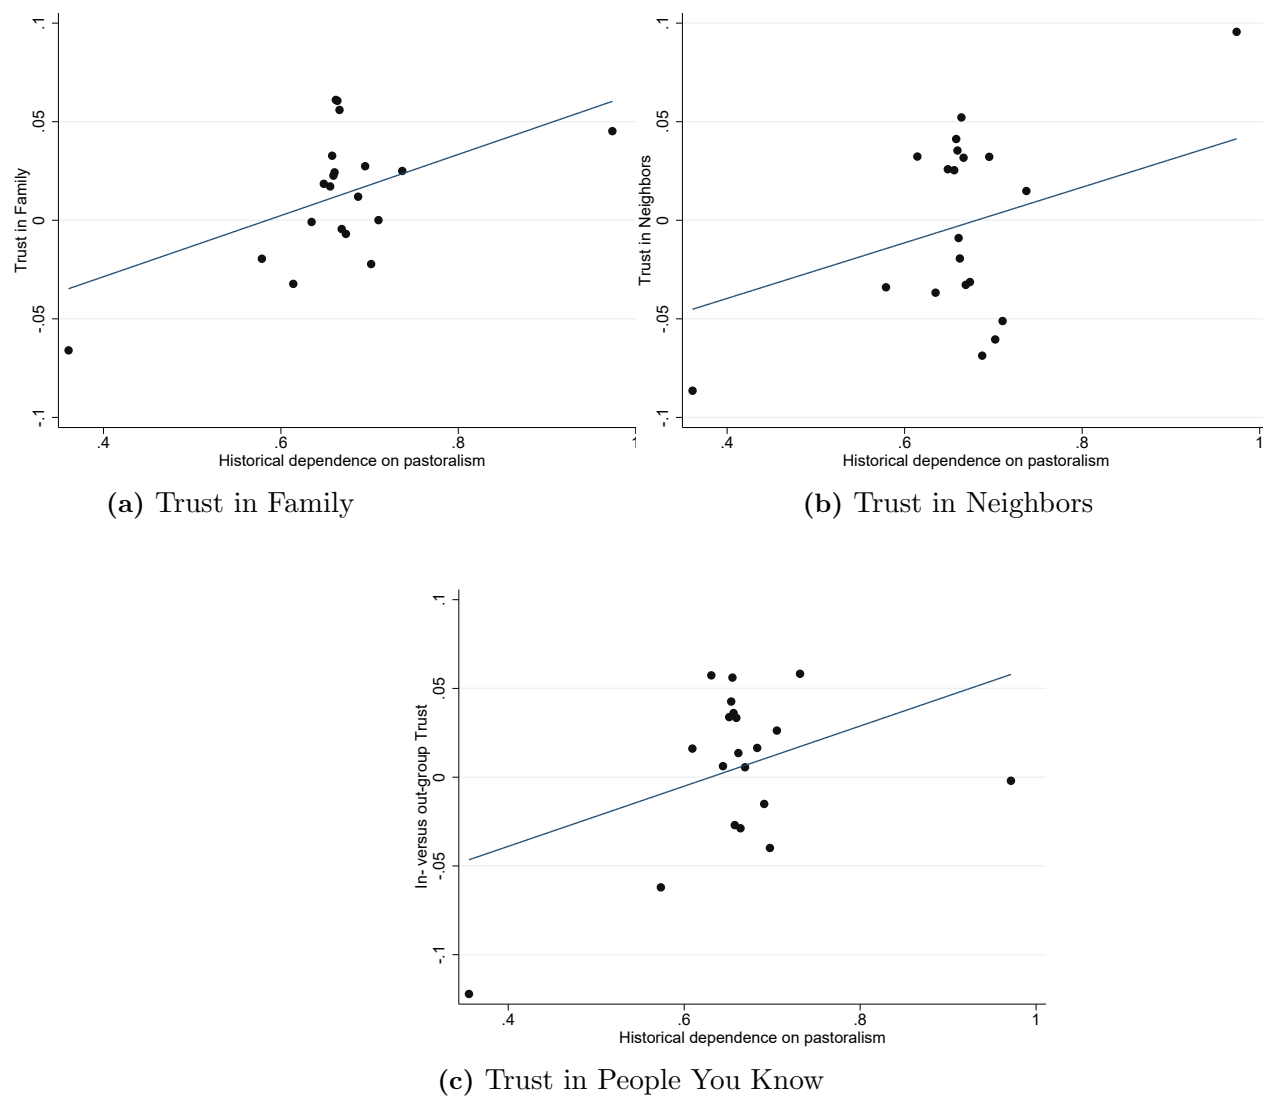 .1
.05
0
-.05
-.1
Trust in Family
.4 .6 .8 1
Historical dependence on pastoralism
(a) Trust in Family
.1
.05
0
-.05
-.1
Trust in Neighbors
.4 .6 .8 1
Historical dependence on pastoralism
(b) Trust in Neighbors
.1
.05
0
-.05
-.1
In-versus out-group Trust
.4 .6 .8 1
Historical dependence on pastoralism
(c) Trust in People You Know